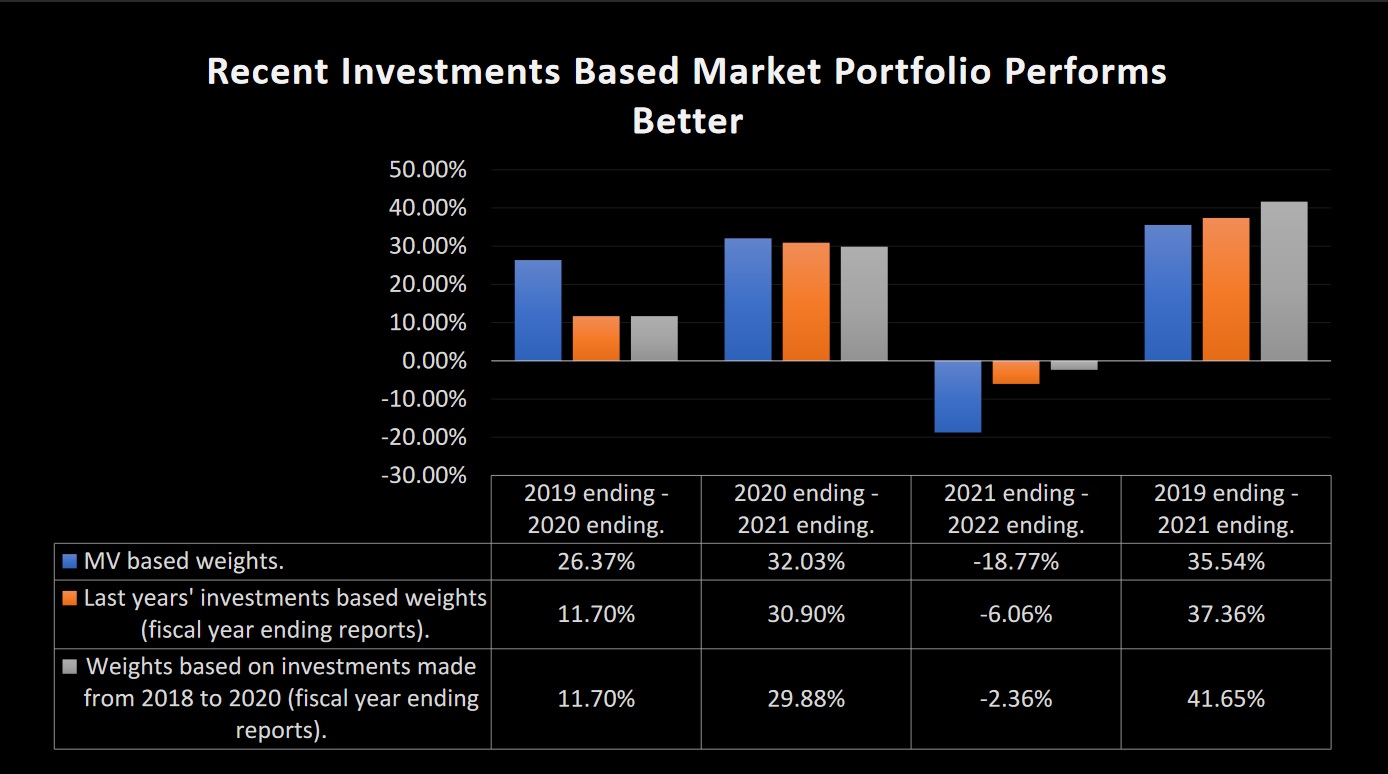 Recent Investments Based Market Portfolio Performs
Better
50.00%
40.00%
30.00%
20.00%
10.00%
0.00%
-10.00%
-20.00%
-30.00%
2019 ending -
2020 ending.
2020 ending -
2021 ending.
2021 ending -
2022 ending.
2019 ending -
2021 ending.
MV based weights.
26.37%
32.03%
-18.77%
35.54%
Last years' investments based weights
(fiscal year ending reports).
11.70%
30.90%
-6.06%
37.36%
Weights based on investments made
from 2018 to 2020 (fiscal year ending
reports).
11.70%
29.88%
-2.36%
41.65%